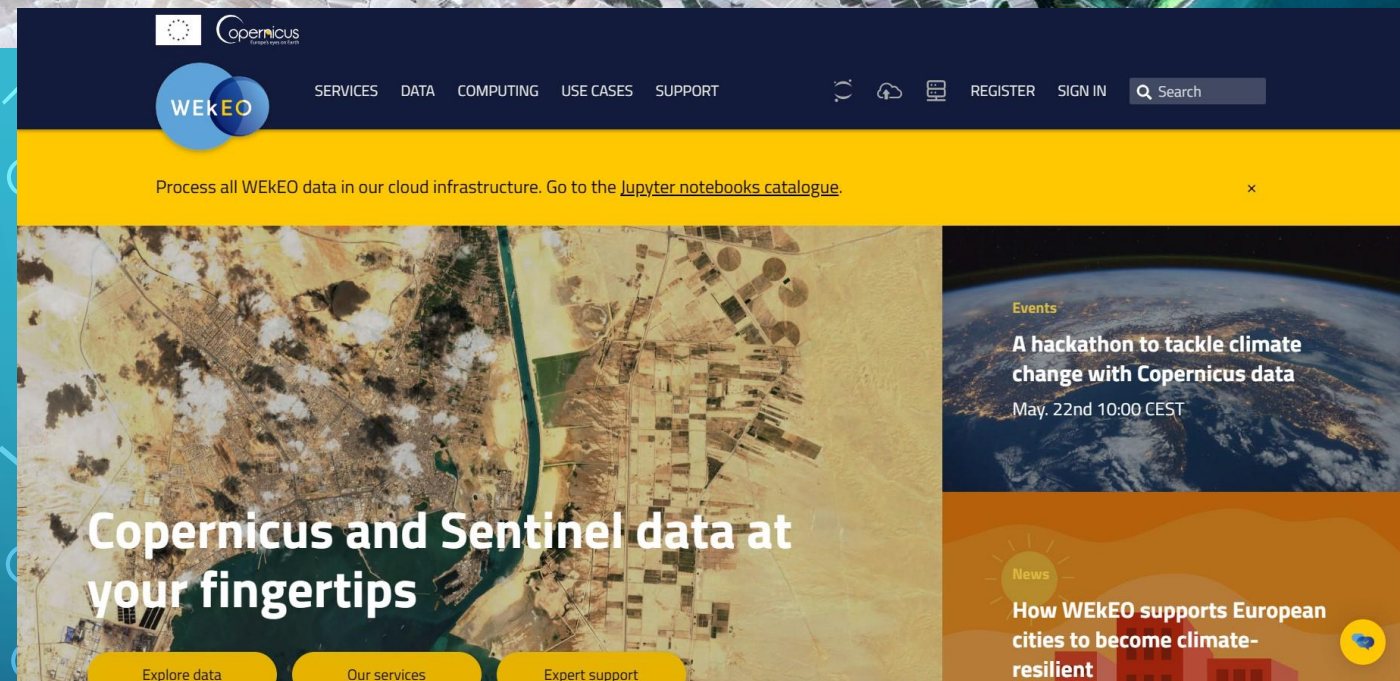 Copernicus
Europe's eyes on Earth
WEkEO
SERVICES DATA COMPUTING USE CASES SUPPORT
REGISTER SIGN IN Search
Process all WEkEO data in our cloud infrastructure. Go to the Jupyter notebooks catalogue. ×
Copernicus and Sentinel data at
your fingertips
Explore data Our services Expert support
Events
A hackathon to tackle climate
change with Copernicus data
May. 22nd 10:00 CEST
News
How WEkEO supports European
cities to become climate-
resilient